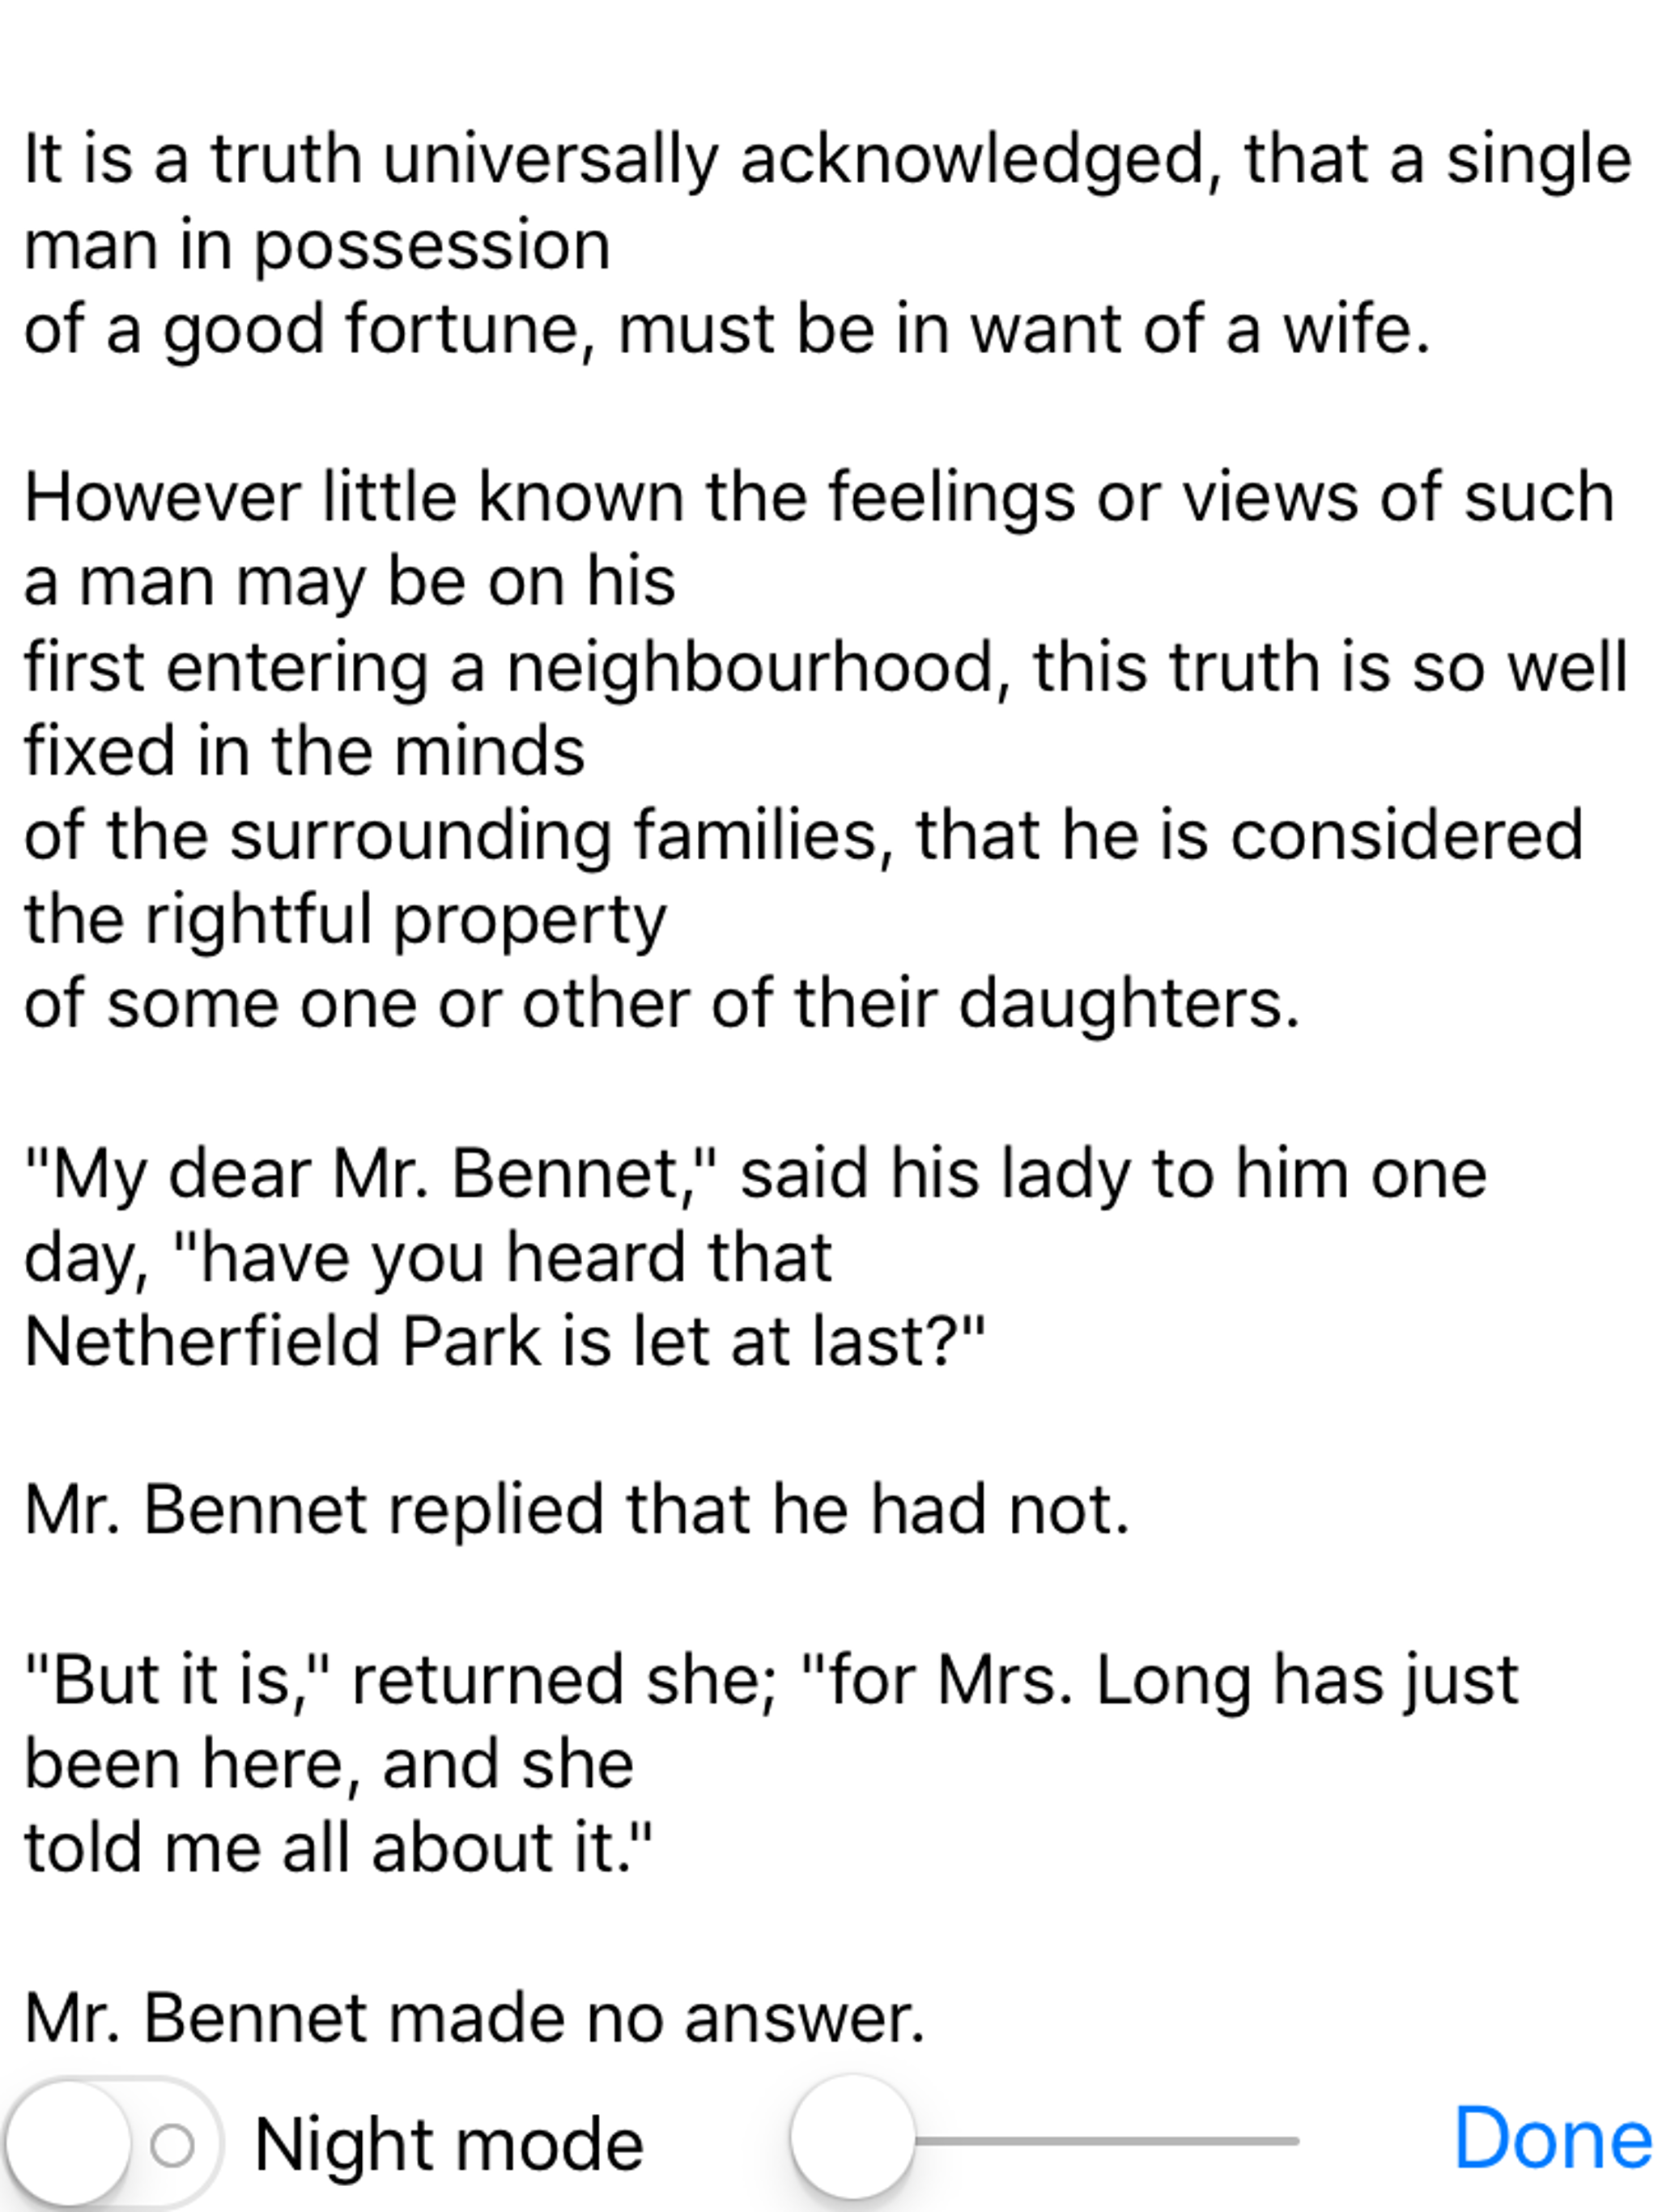 It is a truth universally acknowledged, that a single
man in possession
of a good fortune, must be in want of a wife.
However little known the feelings or views of such
a man may be on his
first entering a neighbourhood, this truth is so well
fixed in the minds
of the surrounding families, that he is considered
the rightful property
of some one or other of their daughters.
"My dear Mr. Bennet," said his lady to him one
day, "have you heard that
Netherfield Park is let at last?"
Mr. Bennet replied that he had not.
"But it is," returned she; "for Mrs. Long has just
been here, and she
told me all about it."
Mr. Bennet made no answer.
Night mode Done